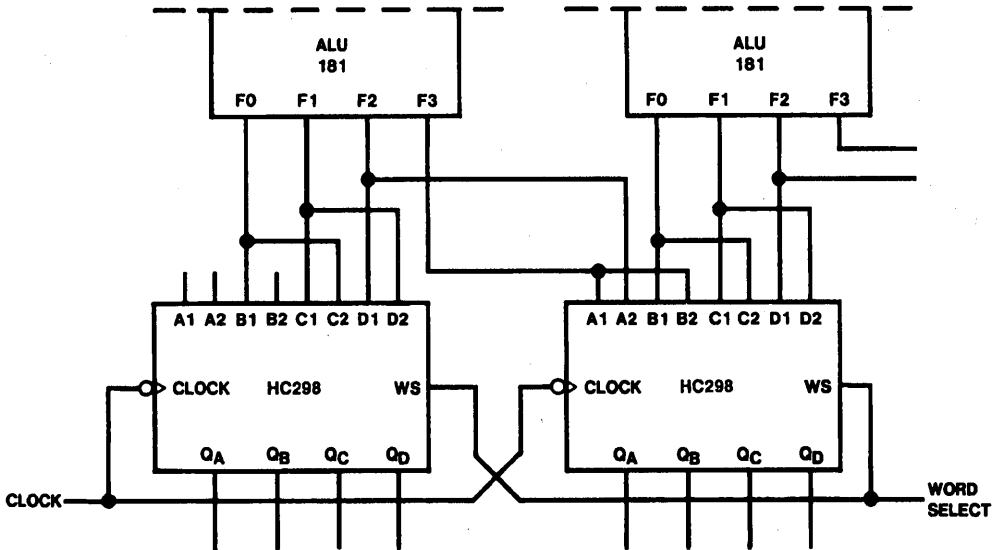 ALU
181
ALU
181
F0 F1 F2 F3
F0 F1 F2 F3
A1 A2 B1 B2 C1 C2 D1 D2
A1 A2 B1 B2 C1 C2 D1 D2
CLOCK HC298 WS
CLOCK HC298 WS
QA QB QC QD
QA QB QC QD
CLOCK
WORD
SELECT